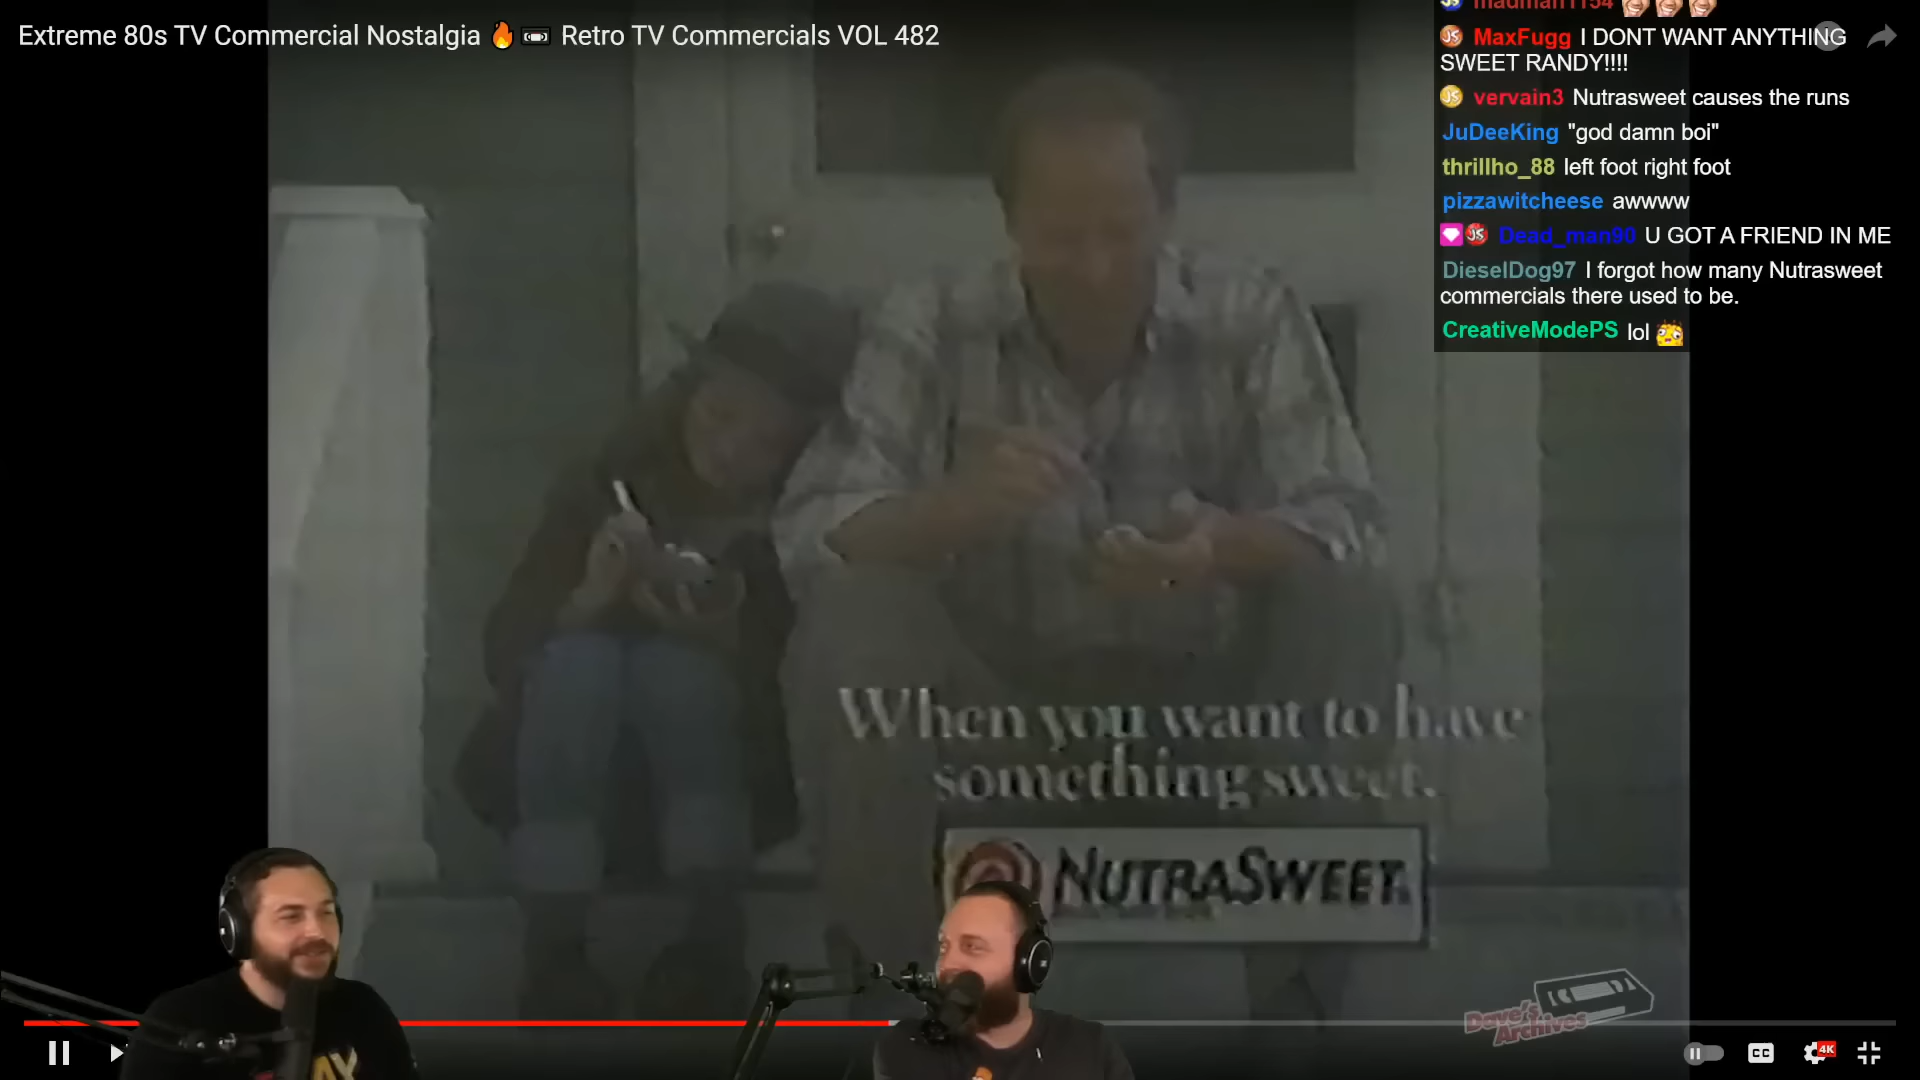 Extreme 80s TV Commercial Nostalgia 🔥📼 Retro TV Commercials VOL 482
madman1154
MaxFugg I DONT WANT ANYTHING
SWEET RANDY!!!!
vervain3 Nutrasweet causes the runs
JuDeeKing "god damn boi"
thrillho_88 left foot right foot
pizzawitcheese awwww
Dead_man90 U GOT A FRIEND IN ME
DieselDog97 I forgot how many Nutrasweet
commercials there used to be.
CreativeModePS lol
When you want to have
something sweet.
NUTRASWEET
Dave's
Archives
CC
4K